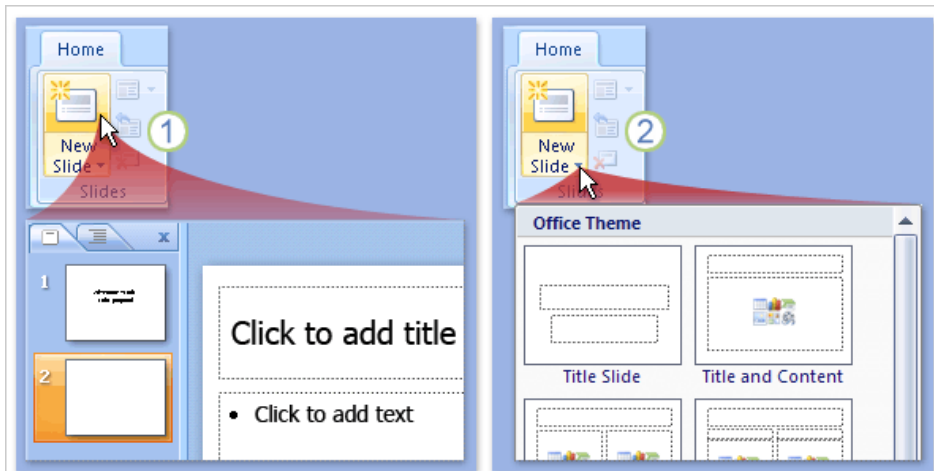 Home
New
Slide
Slides
1
1
2
Click to add title
• Click to add text
Home
New
Slide
Slides
2
Office Theme
Title Slide
Title and Content